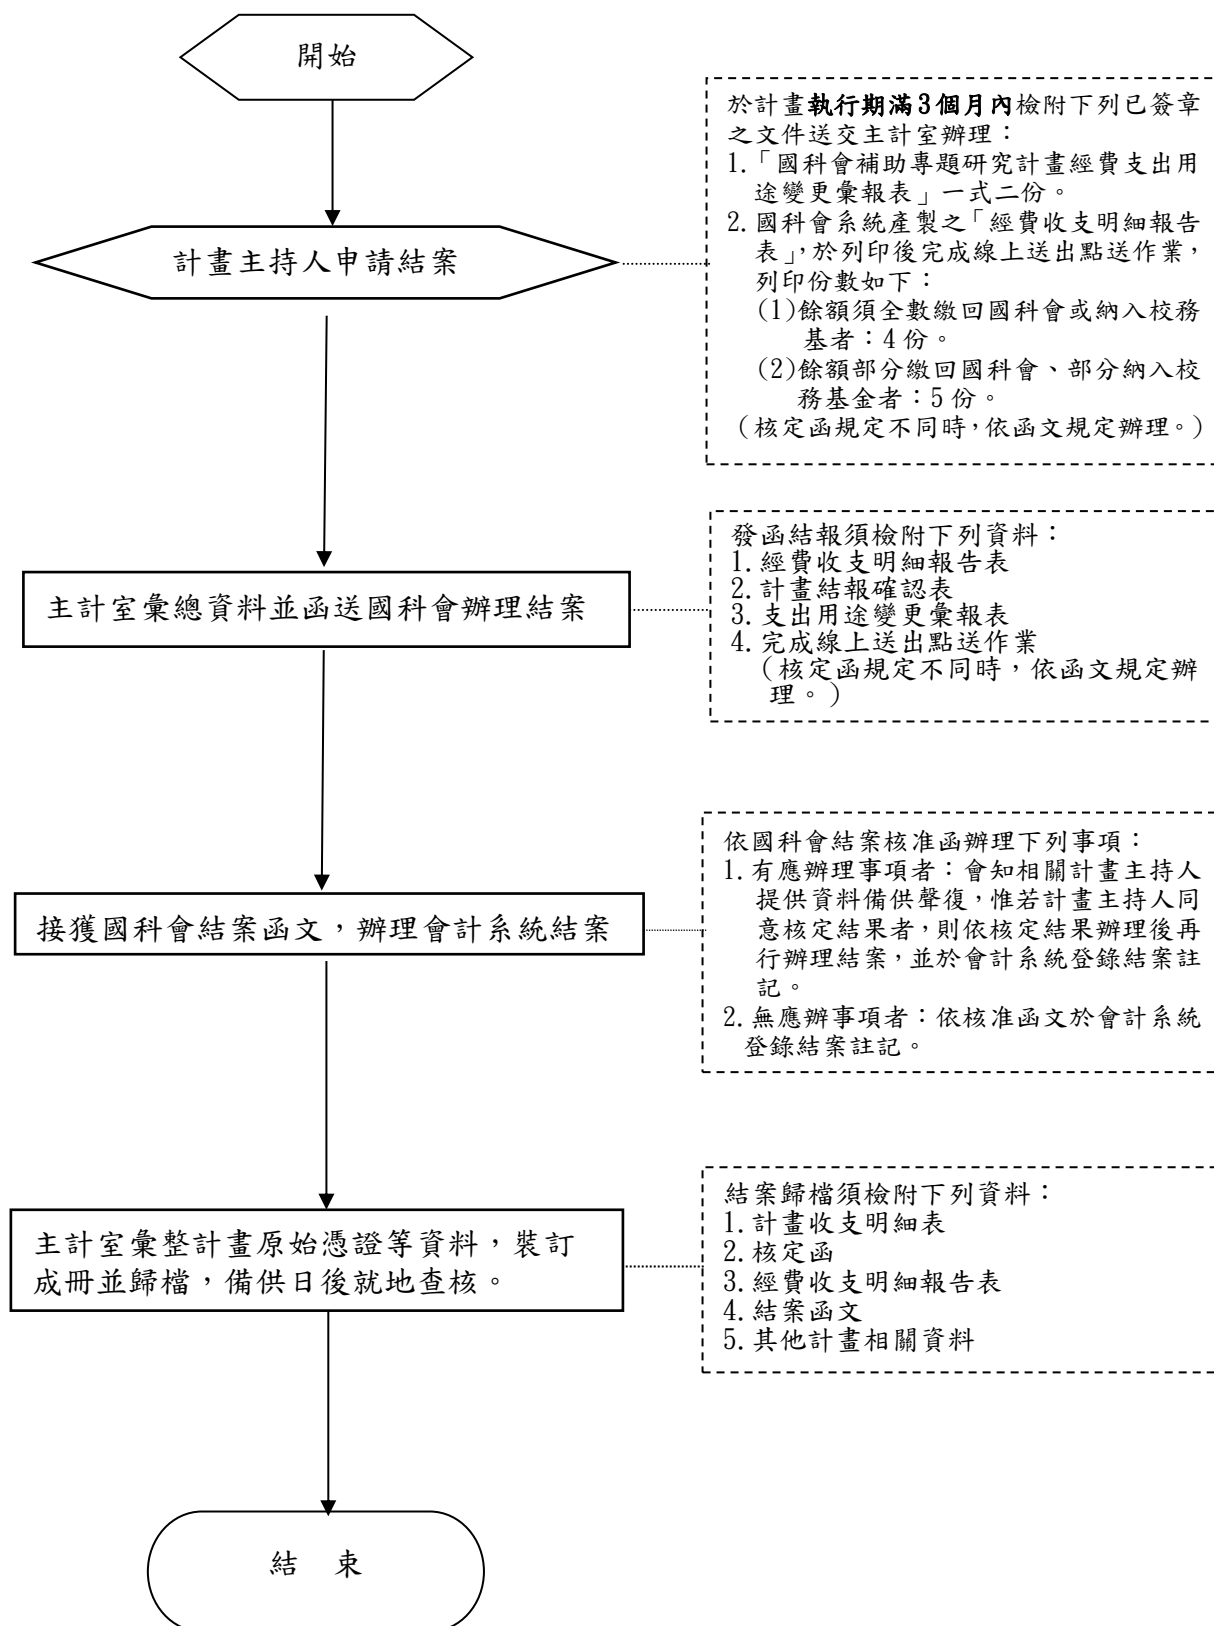 開始
於計畫執行期滿3個月內檢附下列已簽章
之文件送交主計室辦理：
1.「國科會補助專題研究計畫經費支出用
途變更彙報表」一式二份。
2.國科會系統產製之「經費收支明細報告
表」，於列印後完成線上送出點送作業，
列印份數如下：
(1)餘額須全數繳回國科會或納入校務
基者：4份。
(2)餘額部分繳回國科會、部分納入校
務基金者：5份。
（核定函規定不同時，依函文規定辦理。）
計畫主持人申請結案
發函結報須檢附下列資料：
1.經費收支明細報告表
2.計畫結報確認表
3.支出用途變更彙報表
4.完成線上送出點送作業
（核定函規定不同時，依函文規定辦
理。）
主計室彙總資料並函送國科會辦理結案
依國科會結案核准函辦理下列事項：
1.有應辦理事項者：會知相關計畫主持人
提供資料備供聲復，惟若計畫主持人同
意核定結果者，則依核定結果辦理後再
行辦理結案，並於會計系統登錄結案註
記。
2.無應辦事項者：依核准函文於會計系統
登錄結案註記。
接獲國科會結案函文，辦理會計系統結案
結案歸檔須檢附下列資料：
1.計畫收支明細表
2.核定函
3.經費收支明細報告表
4.結案函文
5.其他計畫相關資料
主計室彙整計畫原始憑證等資料，裝訂
成冊並歸檔，備供日後就地查核。
結　束